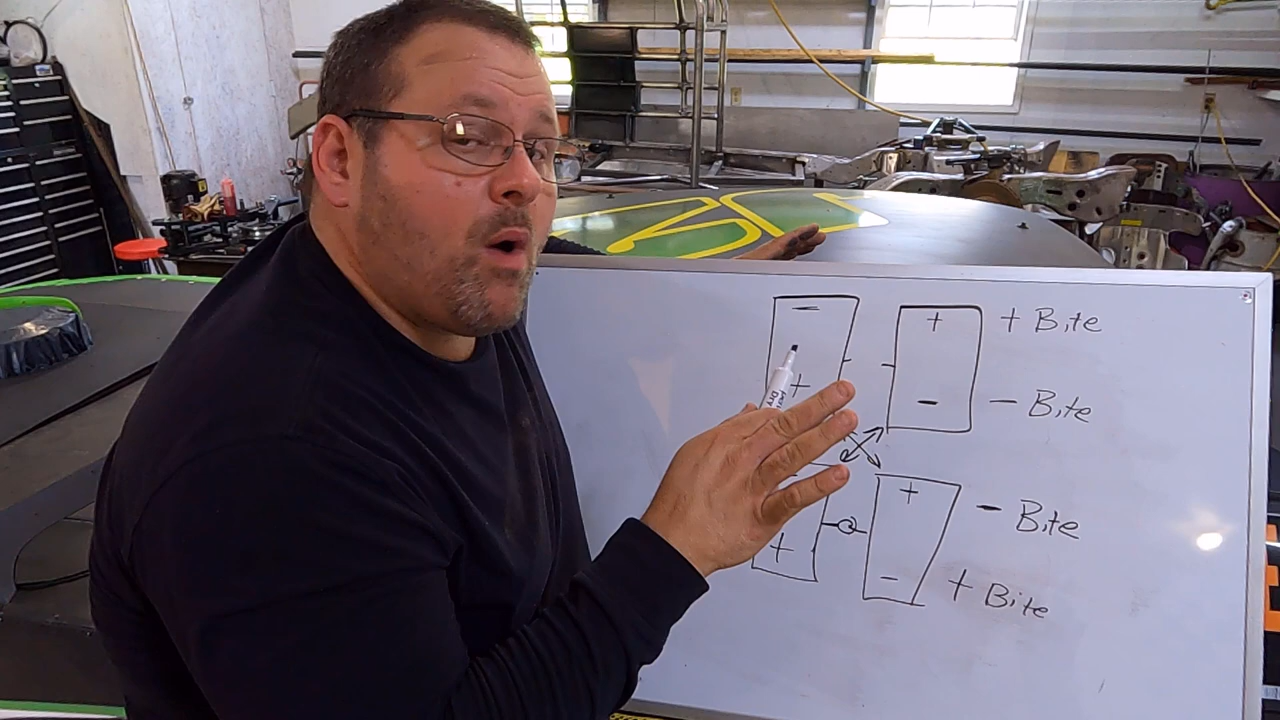 −
+ + Bite
+
− − Bite
+ − Bite
+
− + Bite